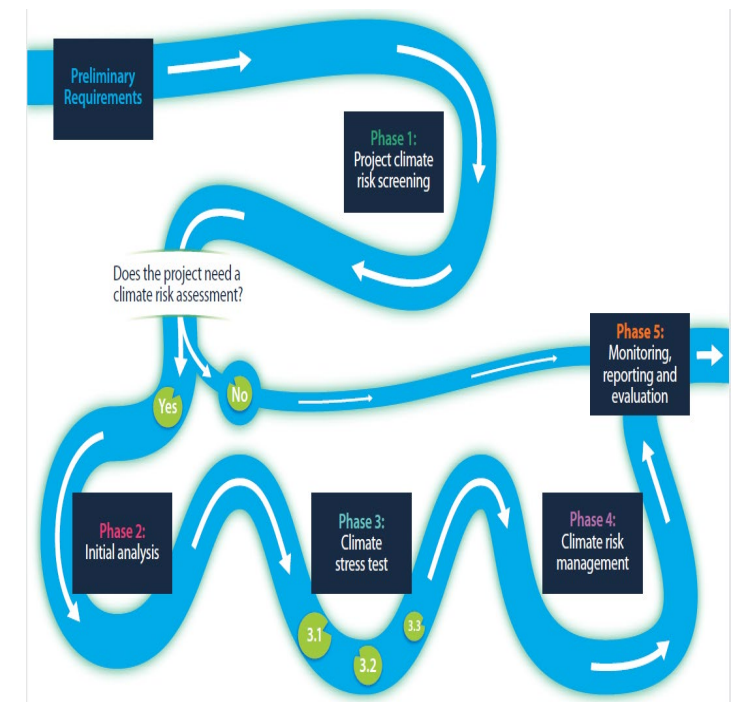 Preliminary
Requirements
Phase 1:
Project climate
risk screening
Does the project need a
climate risk assessment?
Yes
No
Phase 5:
Monitoring,
reporting and
evaluation
Phase 2:
Initial analysis
Phase 3:
Climate
stress test
3.1
3.2
3.3
Phase 4:
Climate risk
management